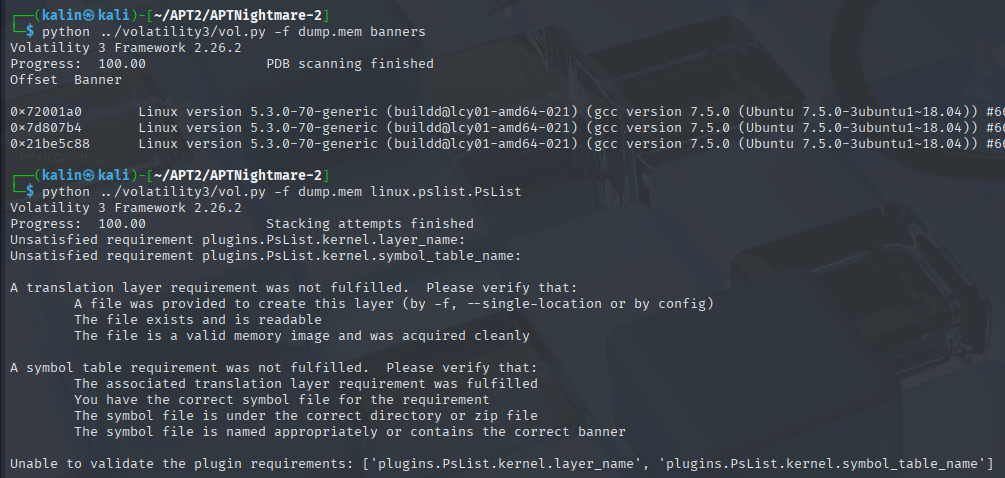 ┌──(kalin㉿kali)-[~/APT2/APTNightmare-2]
└─$ python ../volatility3/vol.py -f dump.mem banners
Volatility 3 Framework 2.26.2
Progress:  100.00               PDB scanning finished
Offset  Banner

0×72001a0       Linux version 5.3.0-70-generic (buildd@lcy01-amd64-021) (gcc version 7.5.0 (Ubuntu 7.5.0-3ubuntu1~18.04)) #6
0×7d807b4       Linux version 5.3.0-70-generic (buildd@lcy01-amd64-021) (gcc version 7.5.0 (Ubuntu 7.5.0-3ubuntu1~18.04)) #6
0×21be5c88      Linux version 5.3.0-70-generic (buildd@lcy01-amd64-021) (gcc version 7.5.0 (Ubuntu 7.5.0-3ubuntu1~18.04)) #6

┌──(kalin㉿kali)-[~/APT2/APTNightmare-2]
└─$ python ../volatility3/vol.py -f dump.mem linux.pslist.PsList
Volatility 3 Framework 2.26.2
Progress:  100.00               Stacking attempts finished
Unsatisfied requirement plugins.PsList.kernel.layer_name:
Unsatisfied requirement plugins.PsList.kernel.symbol_table_name:

A translation layer requirement was not fulfilled.  Please verify that:
        A file was provided to create this layer (by -f, --single-location or by config)
        The file exists and is readable
        The file is a valid memory image and was acquired cleanly

A symbol table requirement was not fulfilled.  Please verify that:
        The associated translation layer requirement was fulfilled
        You have the correct symbol file for the requirement
        The symbol file is under the correct directory or zip file
        The symbol file is named appropriately or contains the correct banner

Unable to validate the plugin requirements: ['plugins.PsList.kernel.layer_name', 'plugins.PsList.kernel.symbol_table_name']